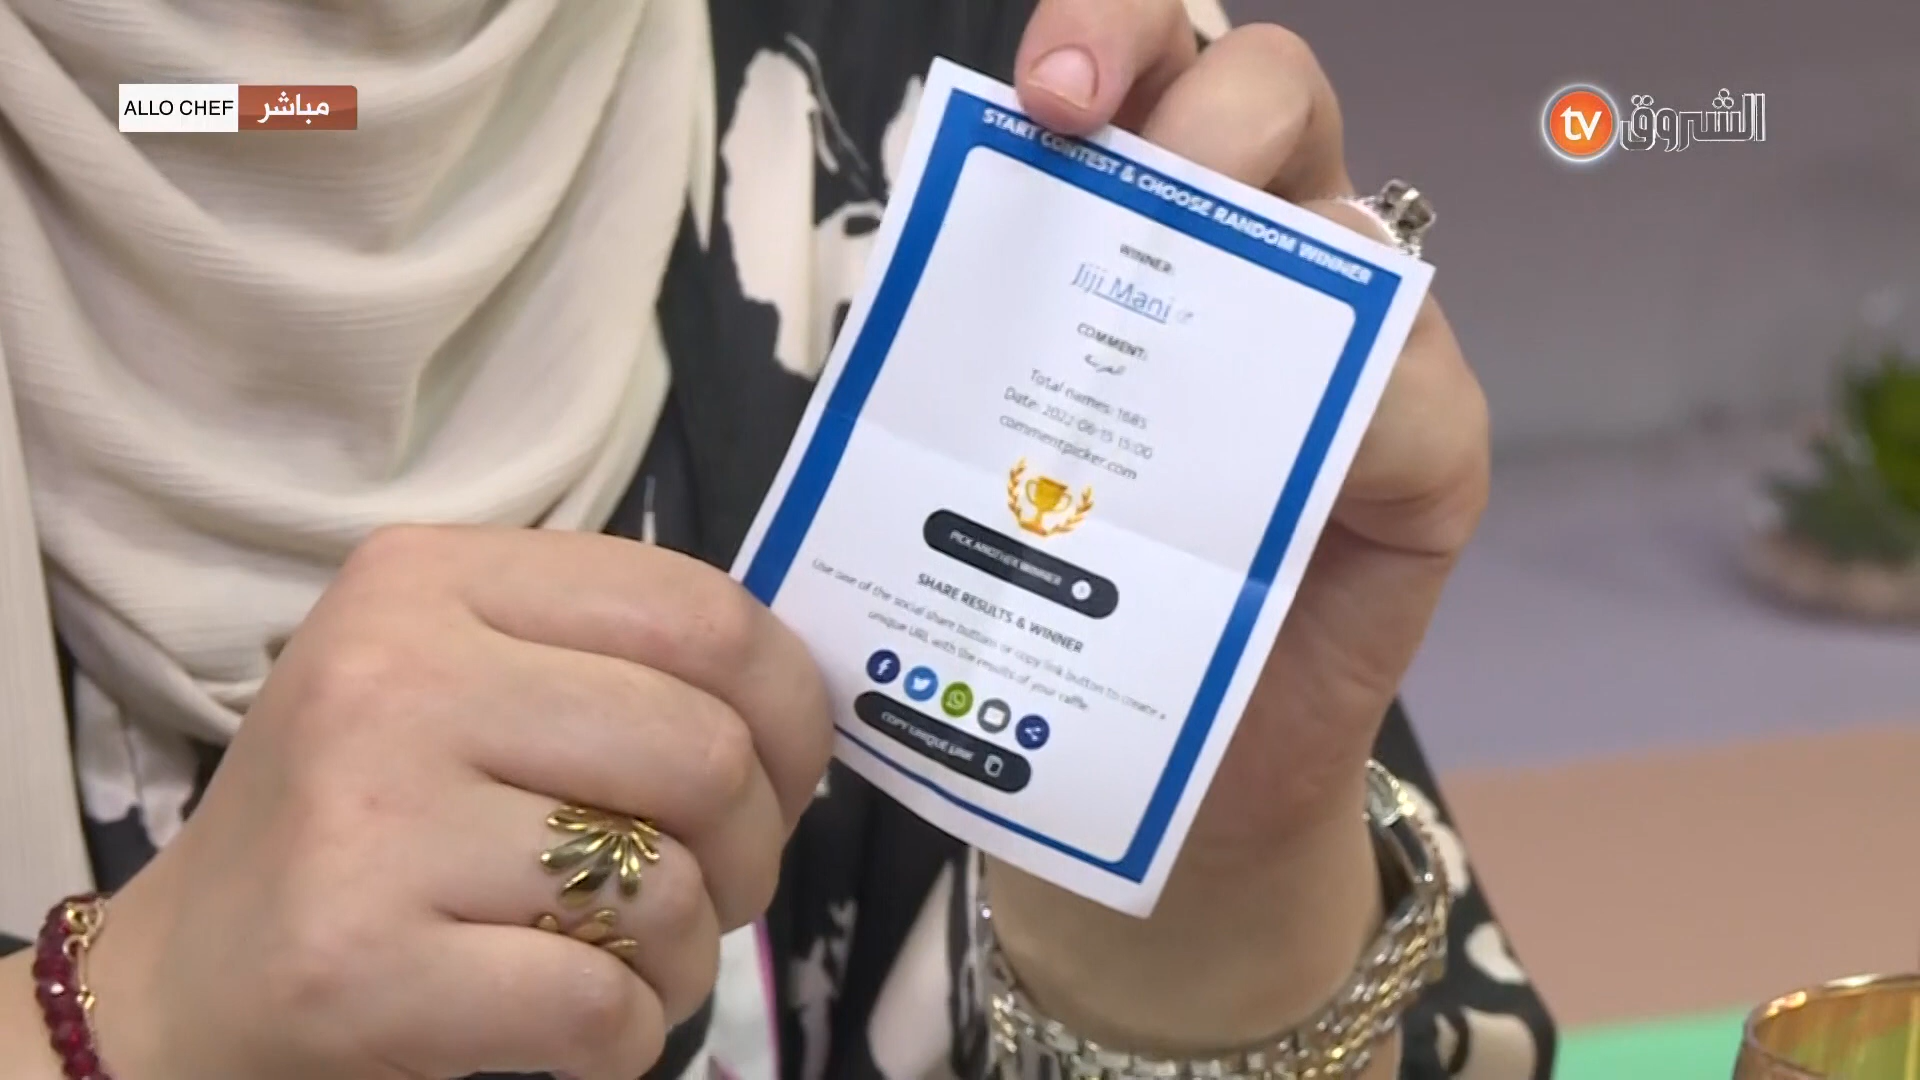 ALLO CHEF مباشر
الشروق tv
START CONTEST & CHOOSE RANDOM WINNER
WINNER:
Jiji Mani
COMMENT:
العربية
Total names: 1683
Date: 2022-06-15 15:00
commentpicker.com
PICK ANOTHER WINNER
SHARE RESULTS & WINNER
Use one of the social share buttons or copy link button to create a
unique URL with the results of your raffle.
COPY UNIQUE LINK